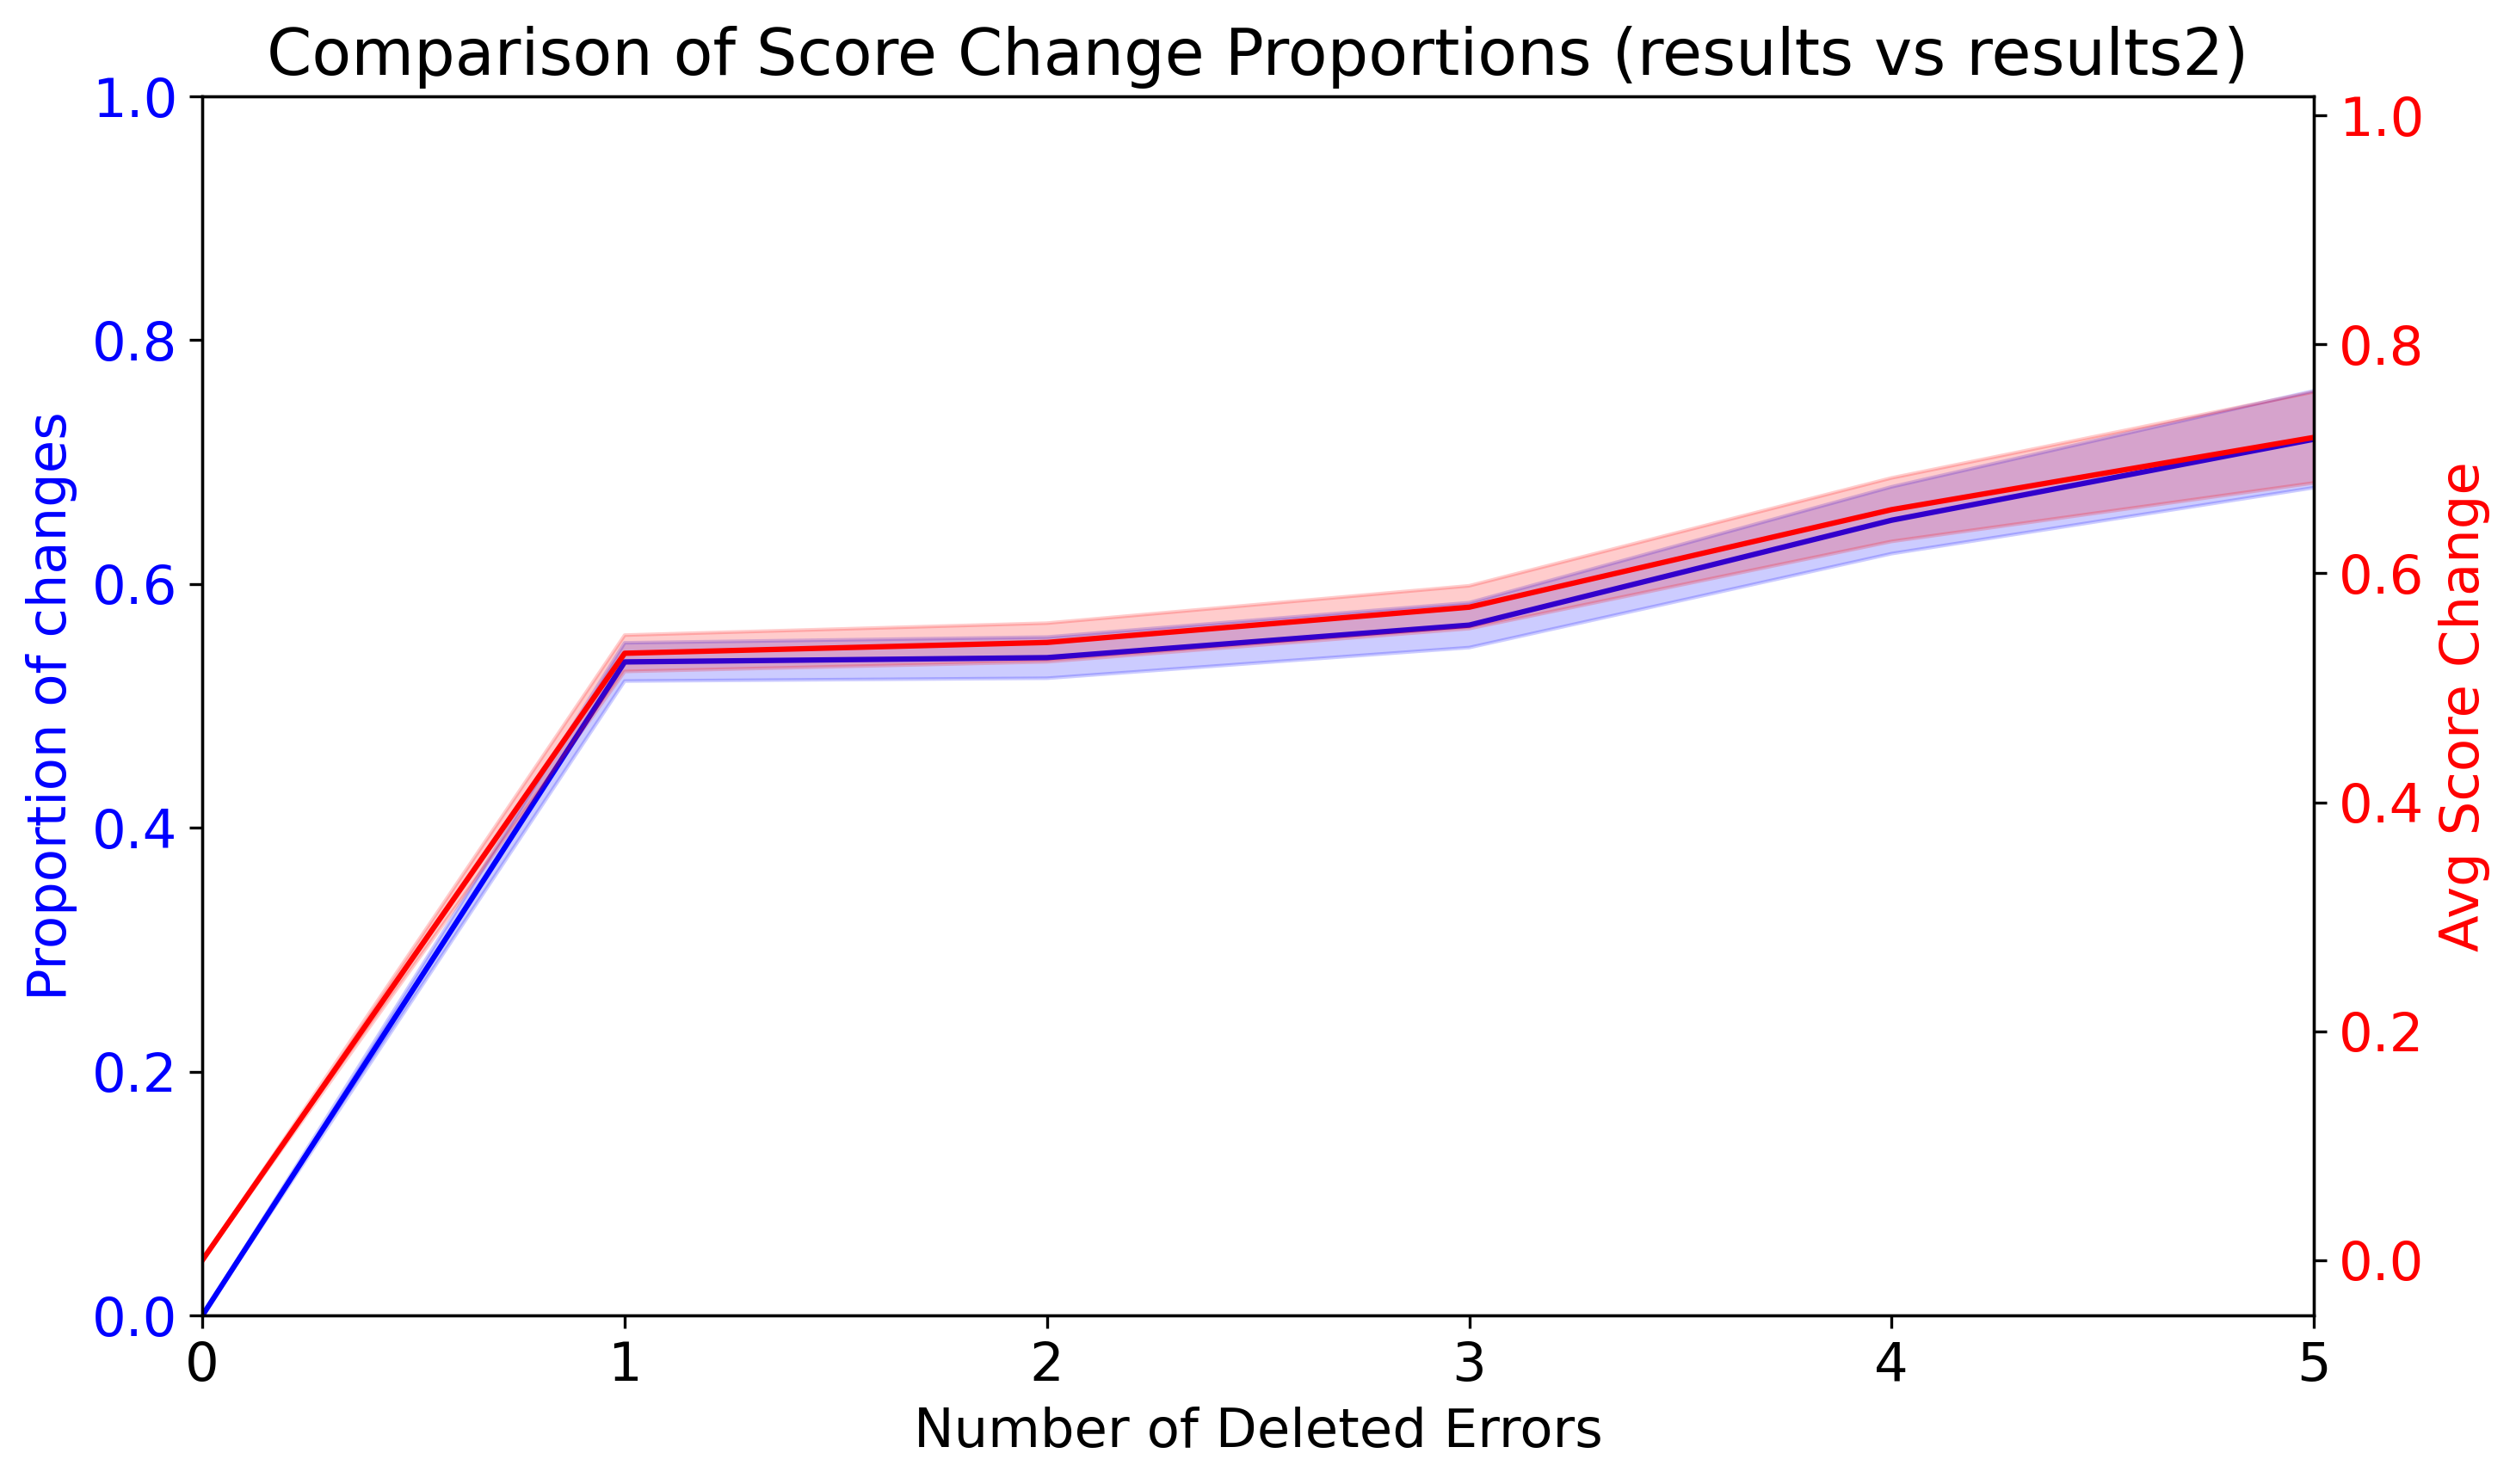 Comparison of Score Change Proportions (results vs results2)
1.0
0.8
0.6
0.4
0.2
0.0
Proportion of changes
1.0
0.8
0.6
0.4
0.2
0.0
Avg Score Change
0 1 2 3 4 5
Number of Deleted Errors